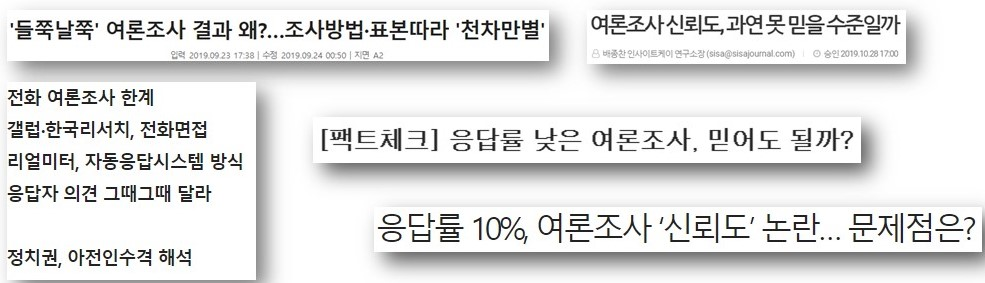 '들쭉날쭉' 여론조사 결과 왜?...조사방법·표본따라 '천차만별'
입력 2019.09.23 17:38 | 수정 2019.09.24 00:50 | 지면 A2
여론조사 신뢰도, 과연 못 믿을 수준일까
배종찬 인사이트케이 연구소장 (sisa@sisajournal.com) | 승인 2019.10.28 17:00
전화 여론조사 한계
갤럽·한국리서치, 전화면접
리얼미터, 자동응답시스템 방식
응답자 의견 그때그때 달라
정치권, 아전인수격 해석
[팩트체크] 응답률 낮은 여론조사, 믿어도 될까?
응답률 10%, 여론조사 '신뢰도' 논란... 문제점은?